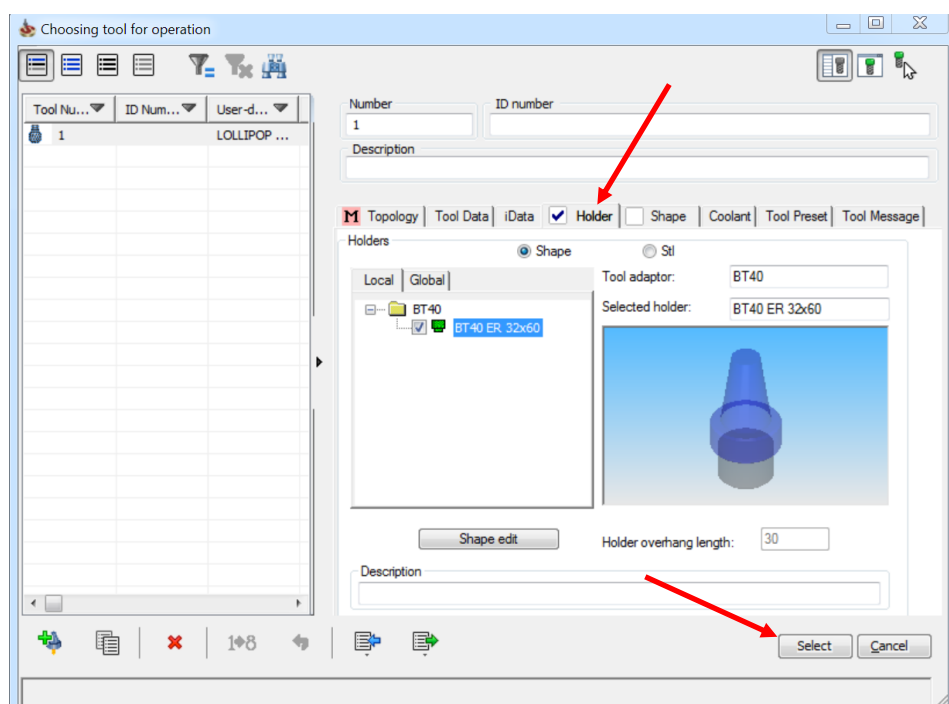 Choosing tool for operation
Tool Nu... ID Num... User-d...
1 LOLLIPOP ...
Number ID number
1
Description
M Topology Tool Data iData Holder Shape Coolant Tool Preset Tool Message
Holders
Shape Stl
Local Global
Tool adaptor: BT40
BT40
Selected holder: BT40 ER 32x60
BT40 ER 32x60
Shape edit
Holder overhang length: 30
Description
1 8
Select Cancel